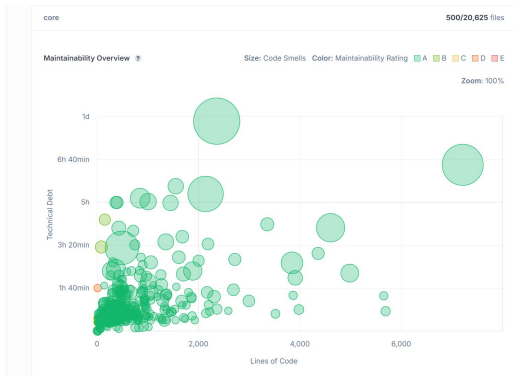 core 500/20,625 files
Maintainability Overview ? Size: Code Smells Color: Maintainability Rating A B C D E
Zoom: 100%
1d
6h 40min
5h
3h 20min
1h 40min
Technical Debt
0 2,000 4,000 6,000
Lines of Code